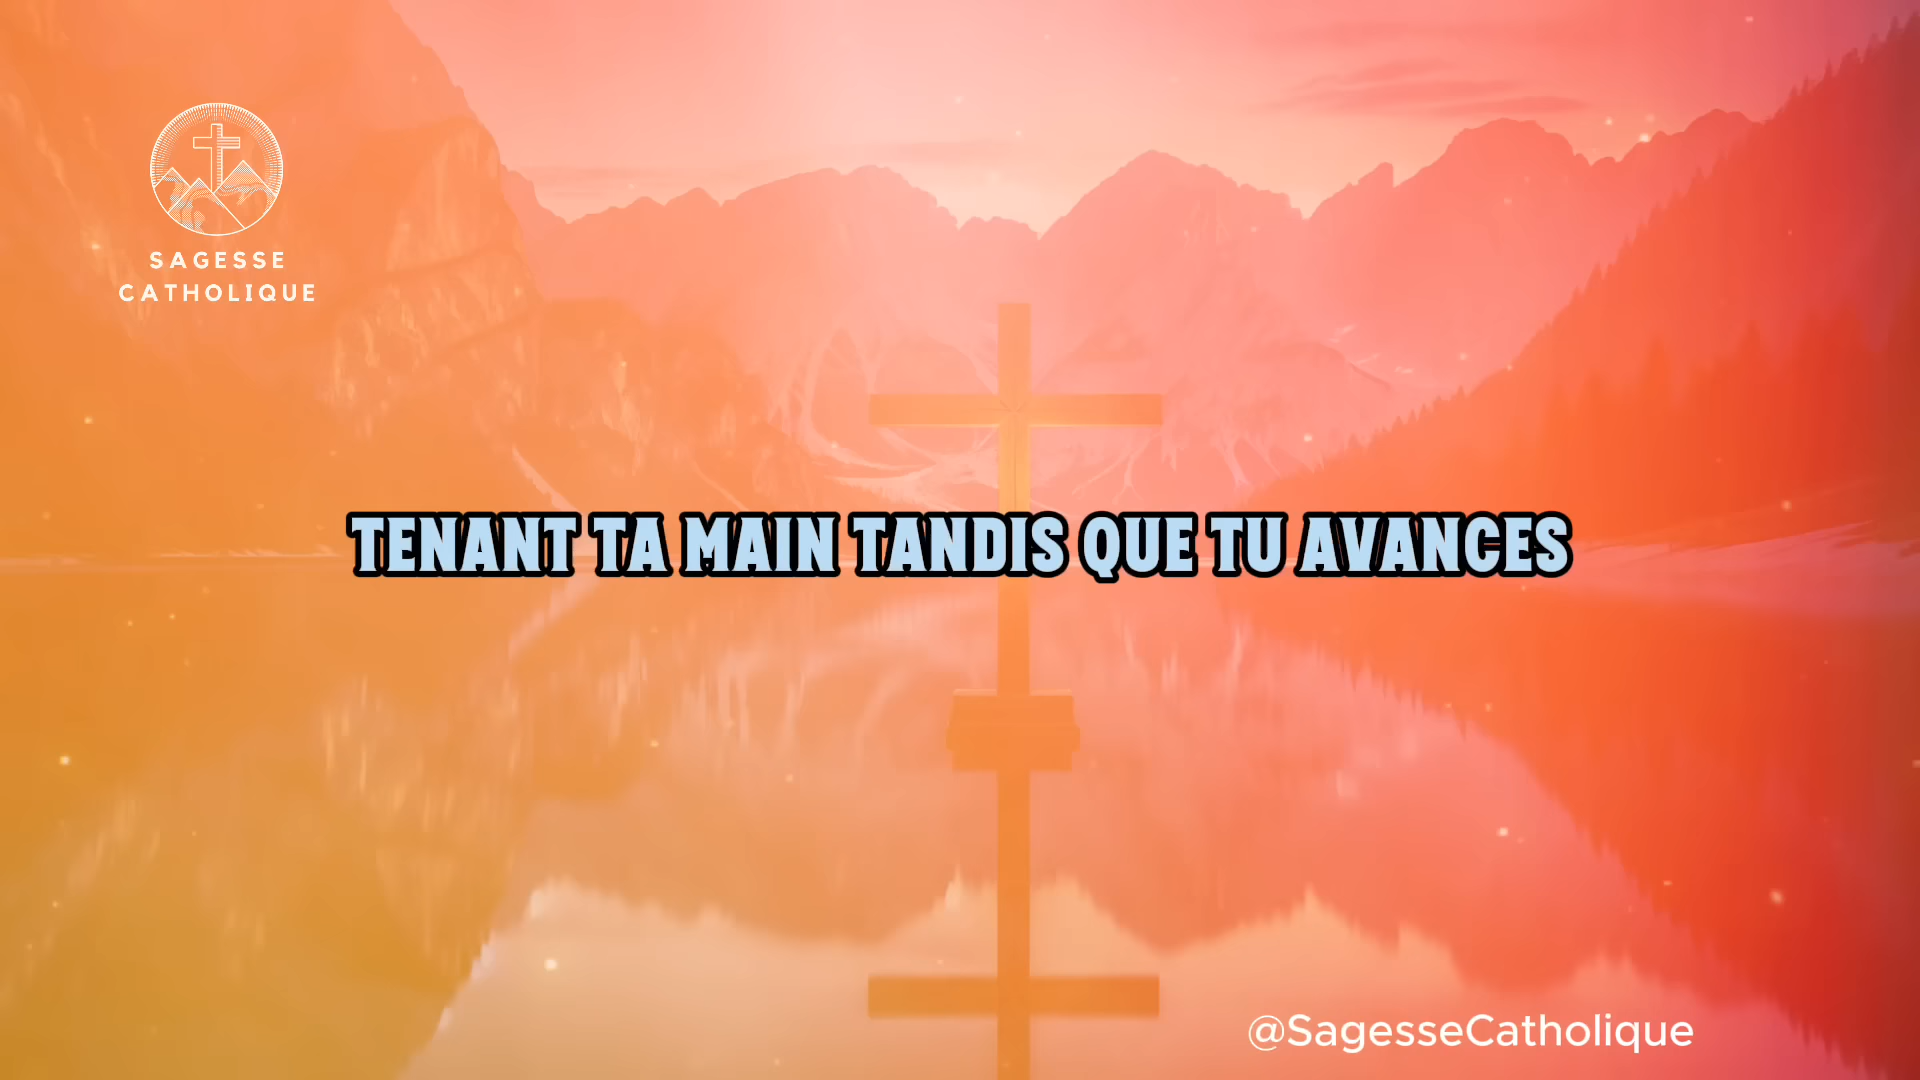 SAGESSE
CATHOLIQUE
TENANT TA MAIN TANDIS QUE TU AVANCES
@SagesseCatholique